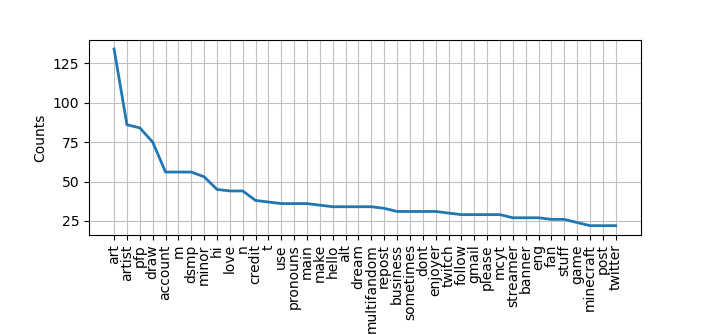 125
100
75
50
25
Counts
art
artist
pfp
draw
account
m
dsmp
minor
hi
love
n
credit
t
use
pronouns
main
make
hello
alt
dream
multifandom
repost
business
sometimes
dont
enjoyer
twitch
follow
gmail
please
mcyt
streamer
banner
eng
fan
stuff
game
minecraft
post
twitter